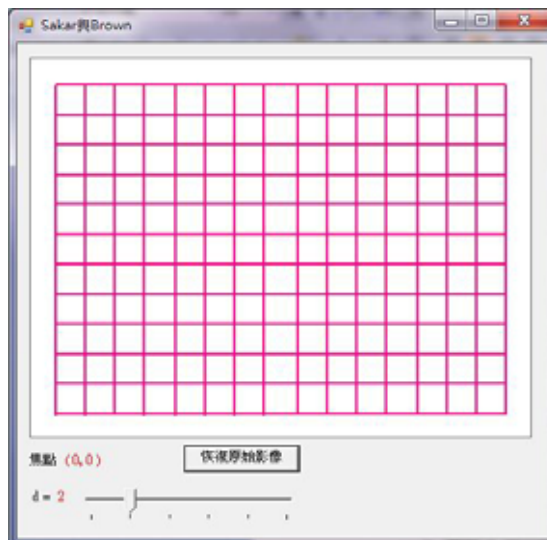 Sakar與Brown
焦點 (0,0)
恢復原始影像
d = 2